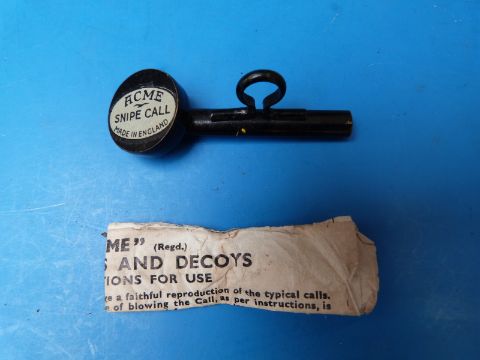 ACME
SNIPE CALL
MADE IN ENGLAND
ME" (Regd.)
S AND DECOYS
TIONS FOR USE
e a faithful reproduction of the typical calls.
e of blowing the Call, as per instructions, is